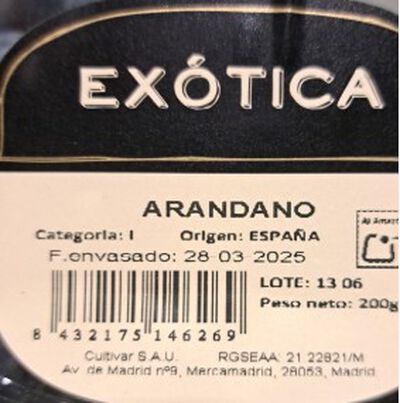 EXÓTICA
ARANDANO
Categoria: I Origen: ESPAÑA
F.envasado: 28-03-2025
LOTE: 13 06
Peso neto: 200g
8 432175 146269
Cultivar S.A.U. RGSEAA: 21 22821/M
Av. de Madrid nº9, Mercamadrid, 28053, Madrid.